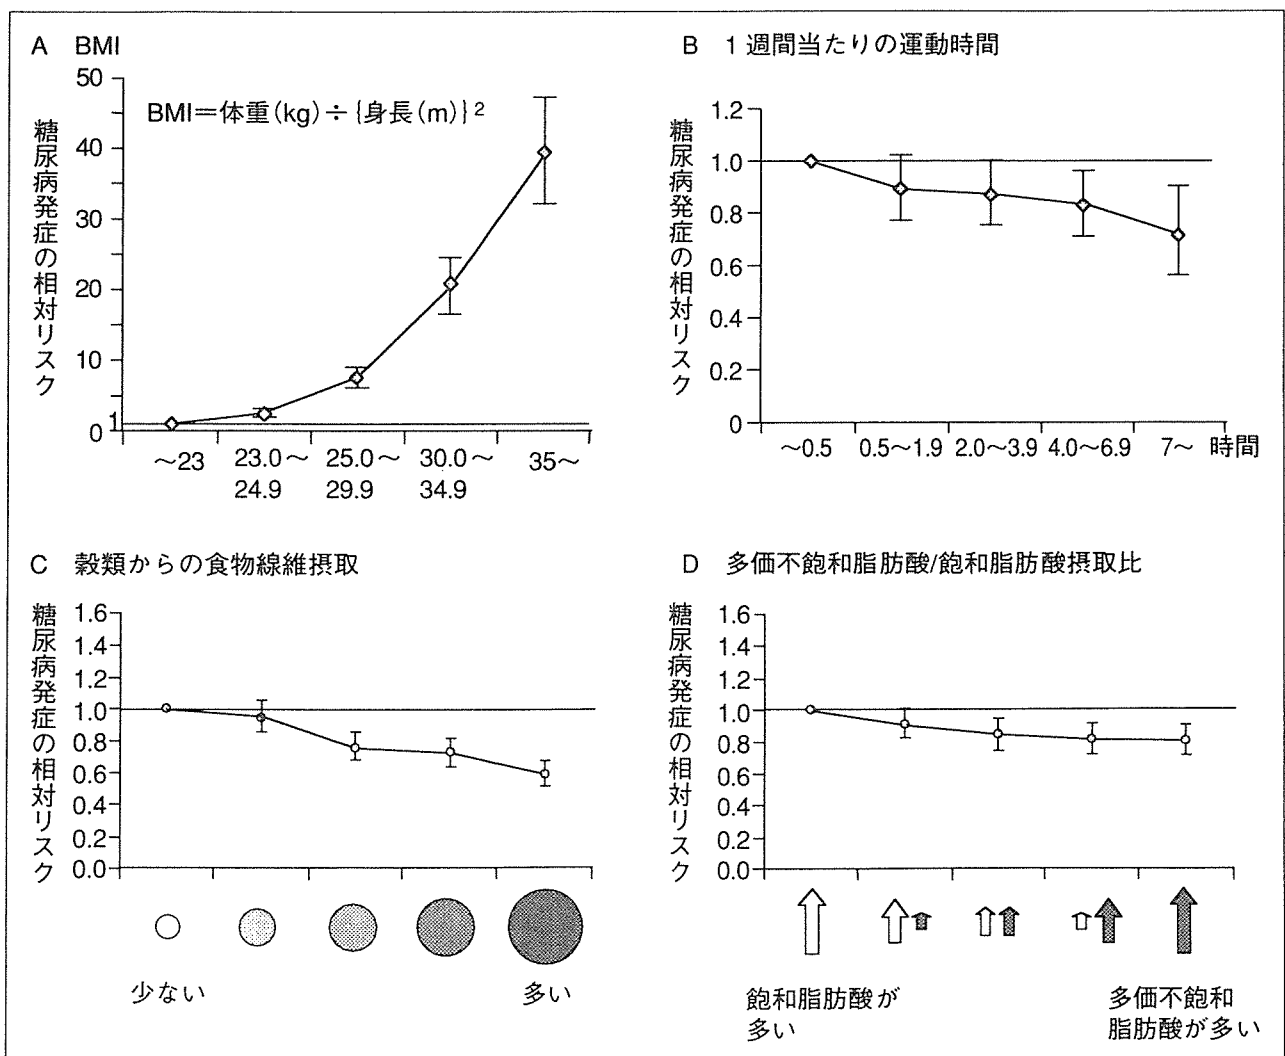 A BMI
糖尿病発症の相対リスク
50
40
30
20
10
1
0
BMI=体重(kg)÷{身長(m)}2
〜23
23.0〜
24.9
25.0〜
29.9
30.0〜
34.9
35〜
B 1週間当たりの運動時間
糖尿病発症の相対リスク
1.2
1.0
0.8
0.6
0.4
0.2
0
〜0.5 0.5〜1.9 2.0〜3.9 4.0〜6.9 7〜 時間
C 穀類からの食物線維摂取
糖尿病発症の相対リスク
1.6
1.4
1.2
1.0
0.8
0.6
0.4
0.2
0.0
少ない 多い
D 多価不飽和脂肪酸/飽和脂肪酸摂取比
糖尿病発症の相対リスク
1.6
1.4
1.2
1.0
0.8
0.6
0.4
0.2
0.0
飽和脂肪酸が
多い
多価不飽和
脂肪酸が多い